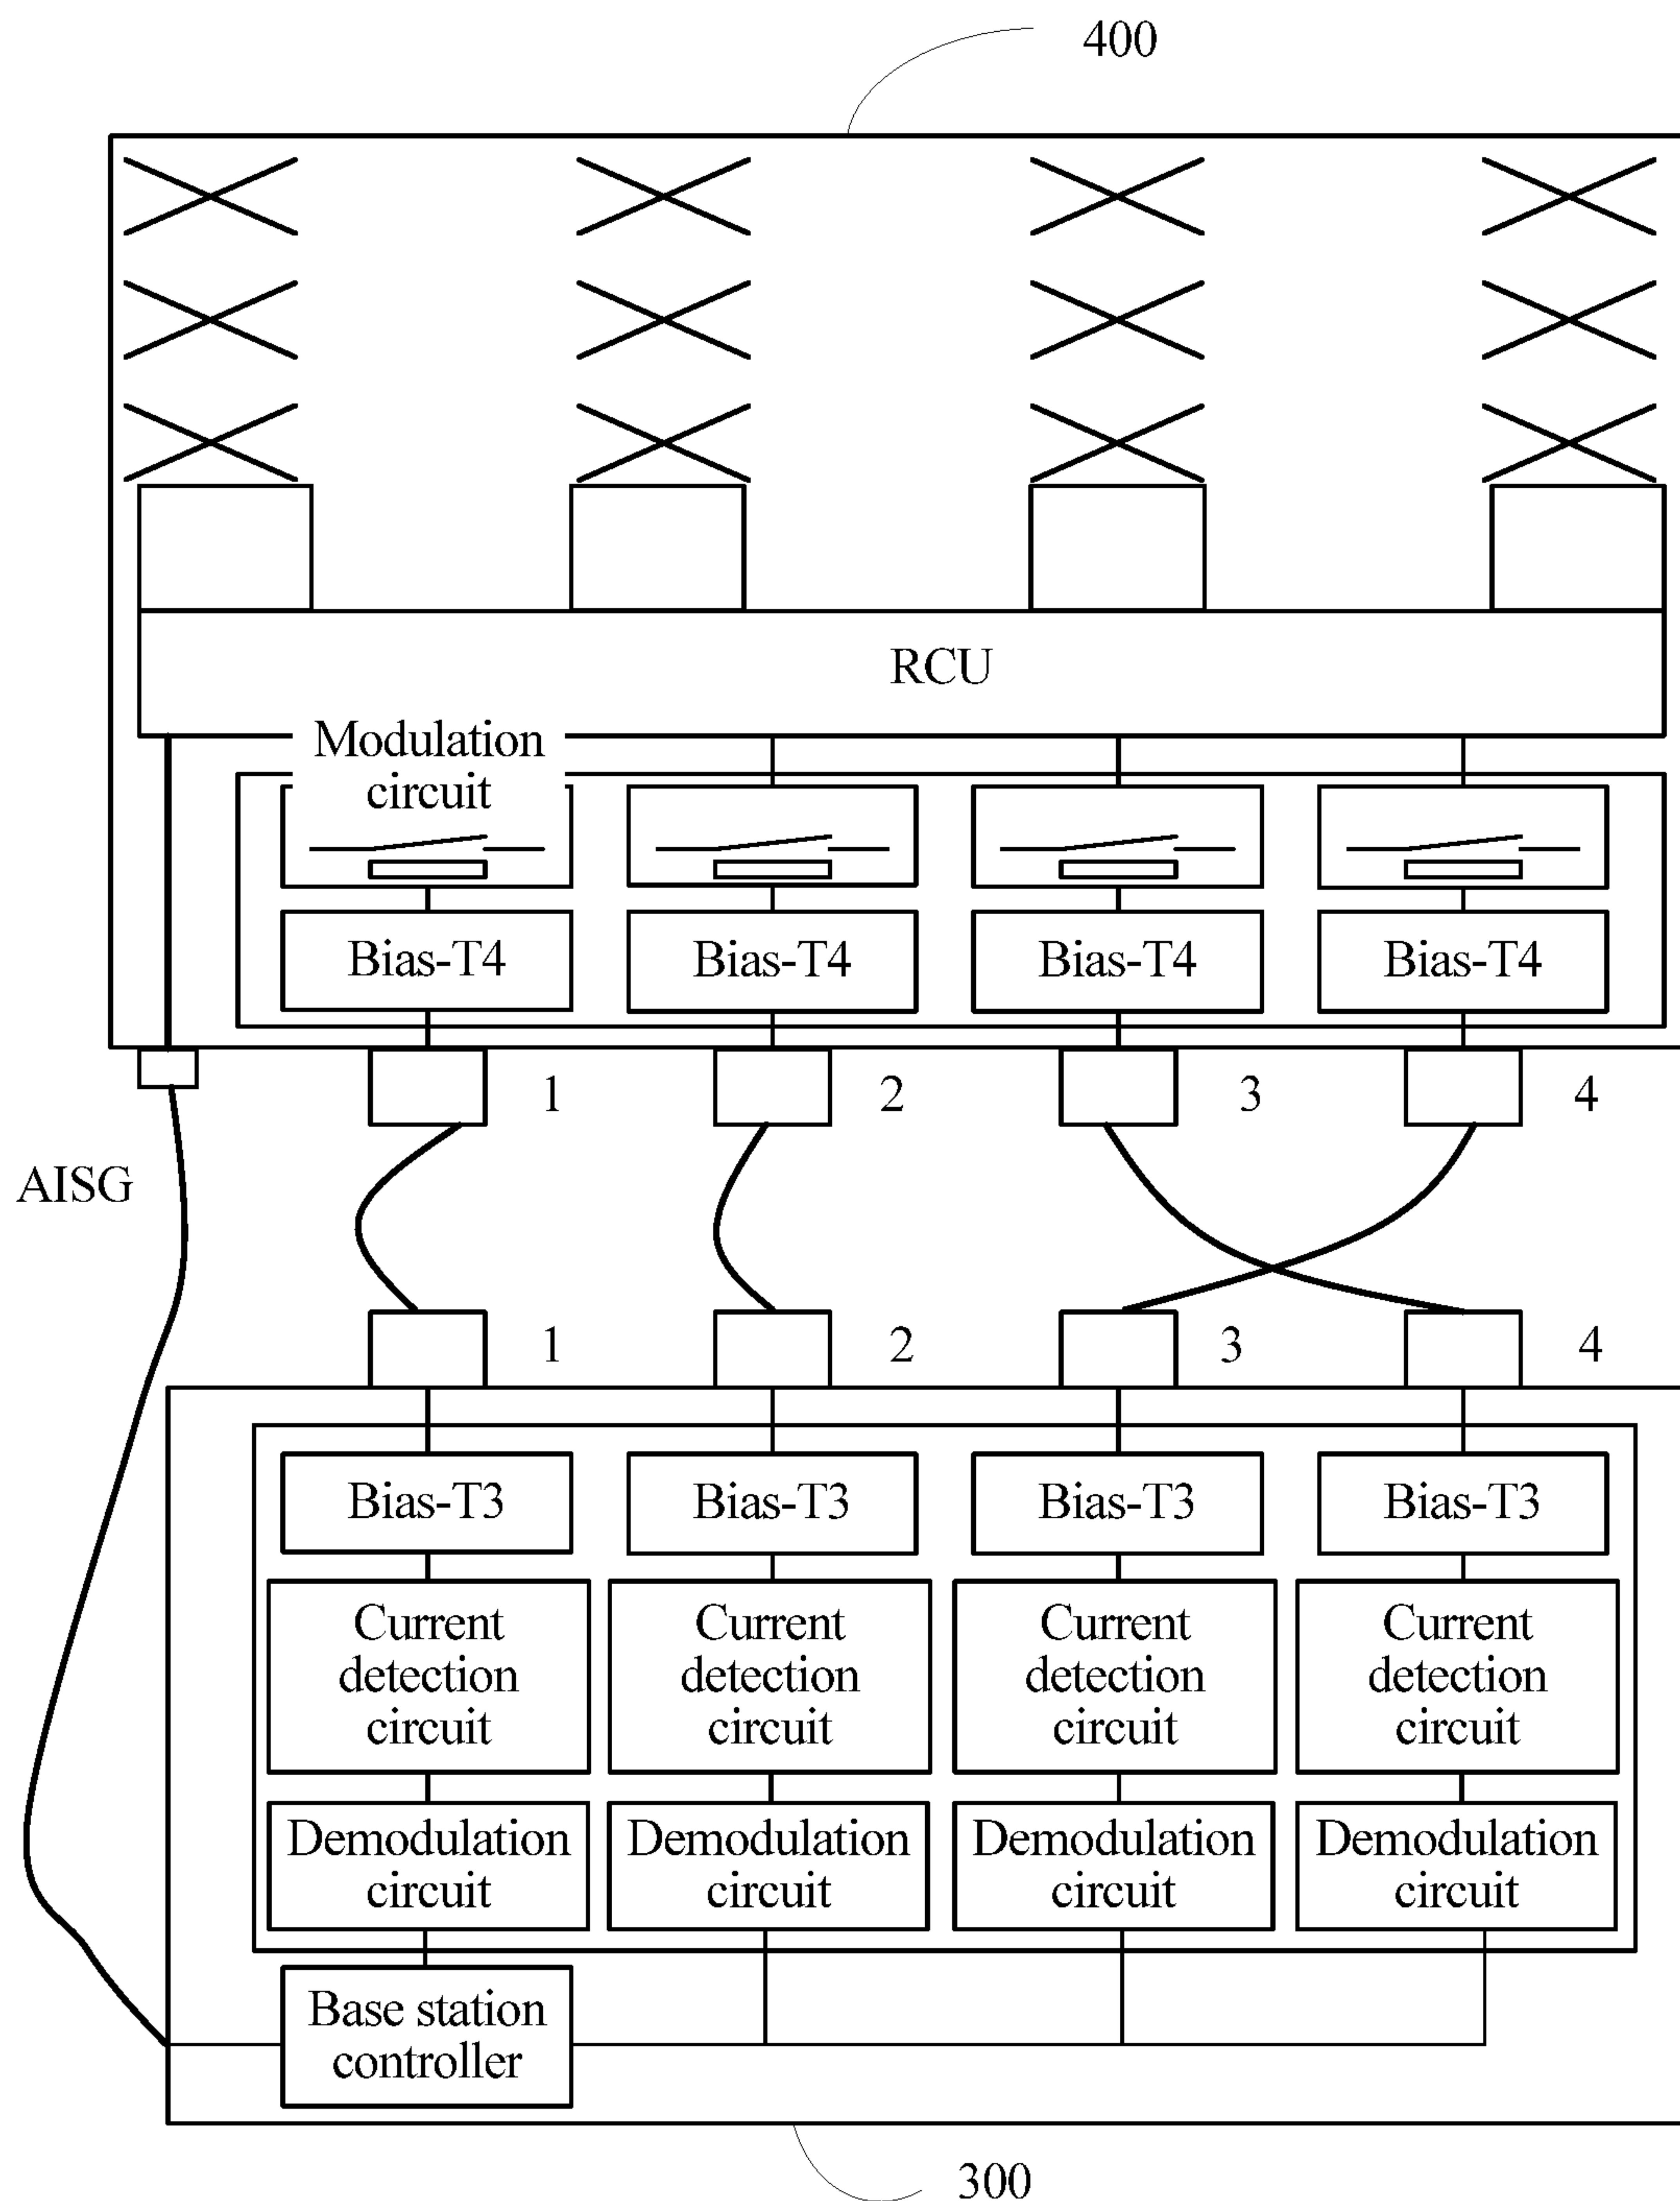 400
RCU
Modulation
circuit
Bias-T4 Bias-T4 Bias-T4 Bias-T4
1 2 3 4
AISG
1 2 3 4
Bias-T3 Bias-T3 Bias-T3 Bias-T3
Current Current Current Current
detection detection detection detection
circuit circuit circuit circuit
Demodulation Demodulation Demodulation Demodulation
circuit circuit circuit circuit
Base station
controller
300